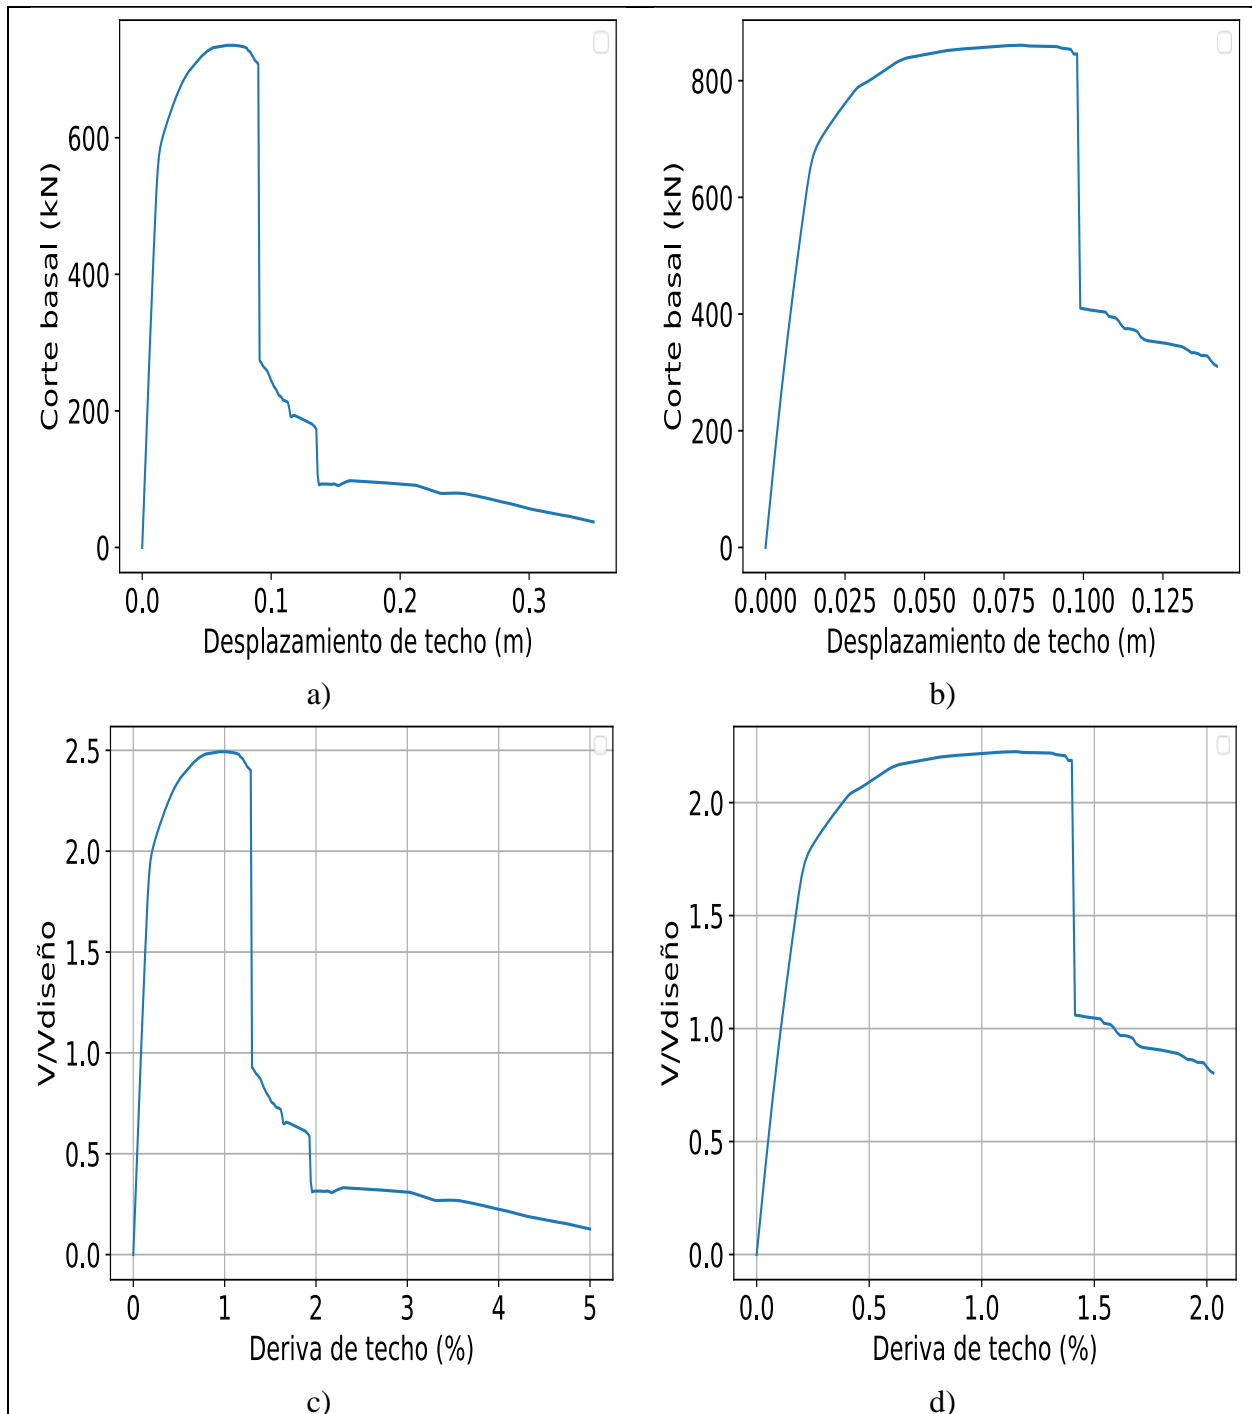 600
400
200
0
Corte basal (kN)
0.0 0.1 0.2 0.3
Desplazamiento de techo (m)
a)
800
600
400
200
0
Corte basal (kN)
0.000 0.025 0.050 0.075 0.100 0.125
Desplazamiento de techo (m)
b)
2.5
2.0
1.5
1.0
0.5
0.0
V/Vdiseño
0 1 2 3 4 5
Deriva de techo (%)
c)
2.0
1.5
1.0
0.5
0.0
V/Vdiseño
0.0 0.5 1.0 1.5 2.0
Deriva de techo (%)
d)